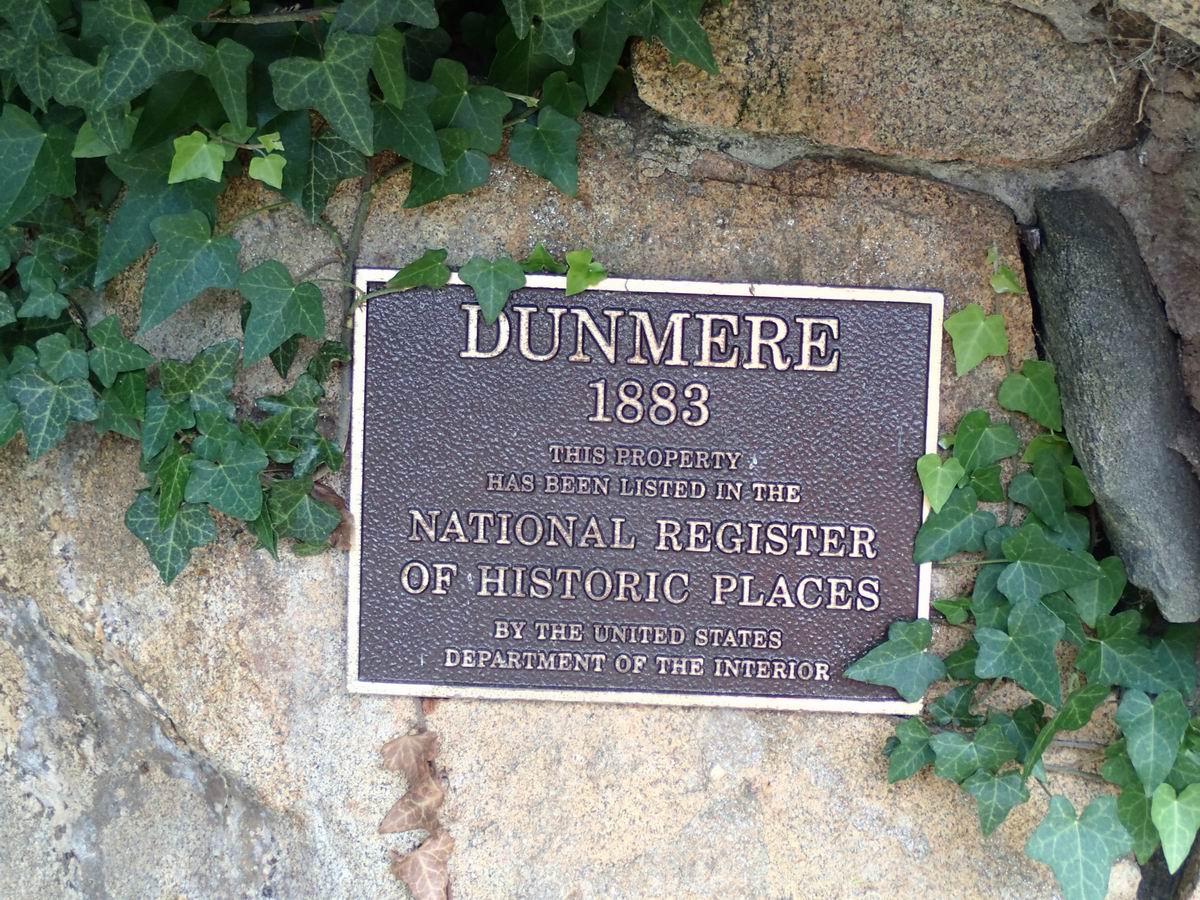 DUNMERE
1883
THIS PROPERTY
HAS BEEN LISTED IN THE
NATIONAL REGISTER
OF HISTORIC PLACES
BY THE UNITED STATES
DEPARTMENT OF THE INTERIOR